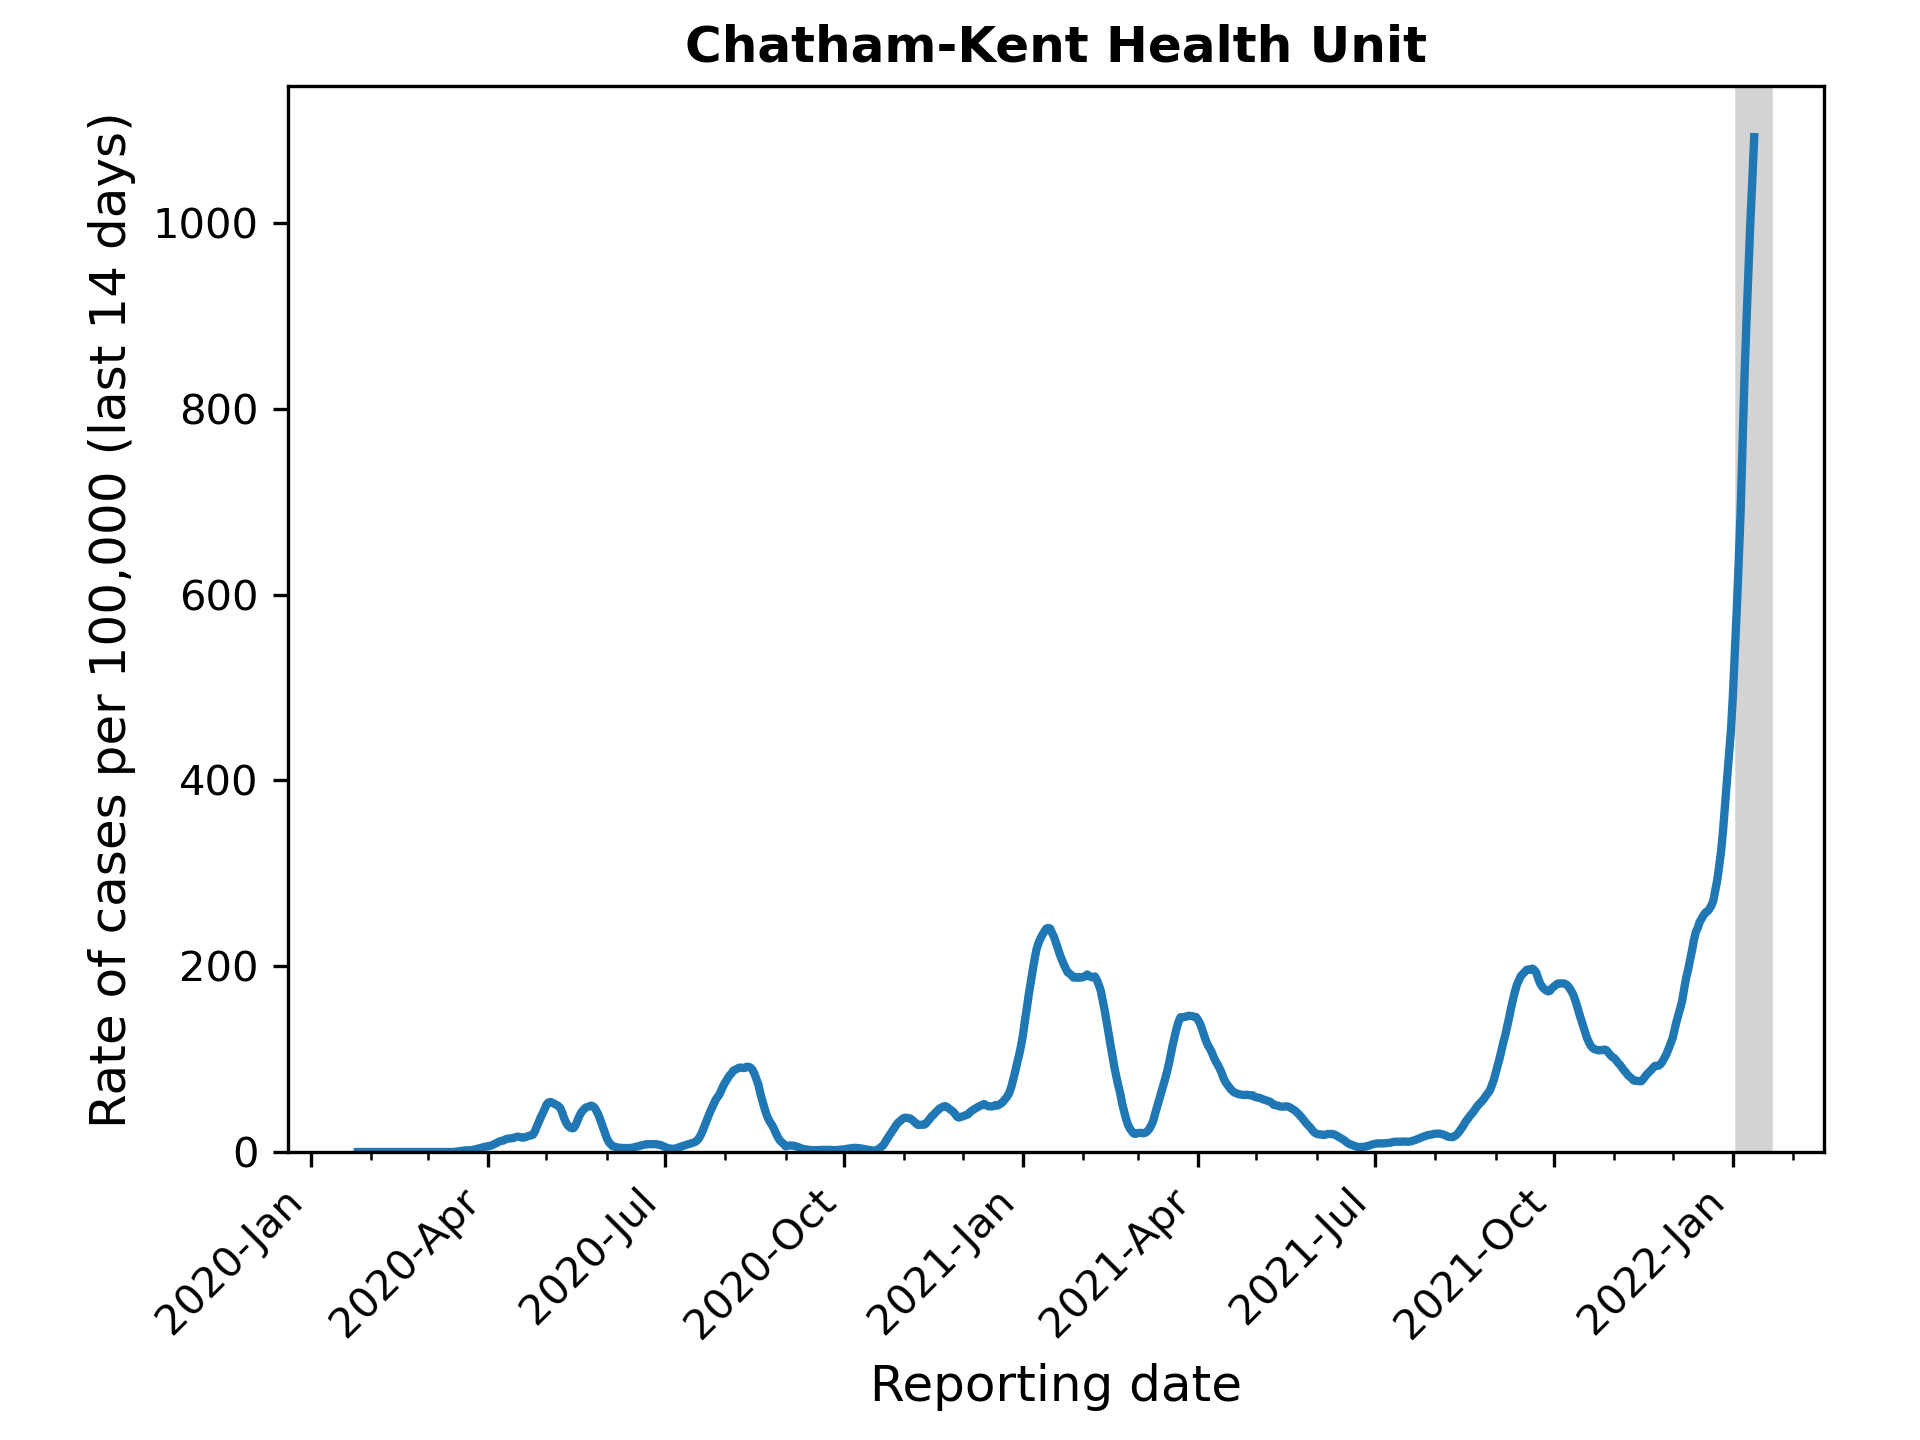 Chatham-Kent Health Unit
Rate of cases per 100,000 (last 14 days)
1000
800
600
400
200
0
2020-Jan
2020-Apr
2020-Jul
2020-Oct
2021-Jan
2021-Apr
2021-Jul
2021-Oct
2022-Jan
Reporting date